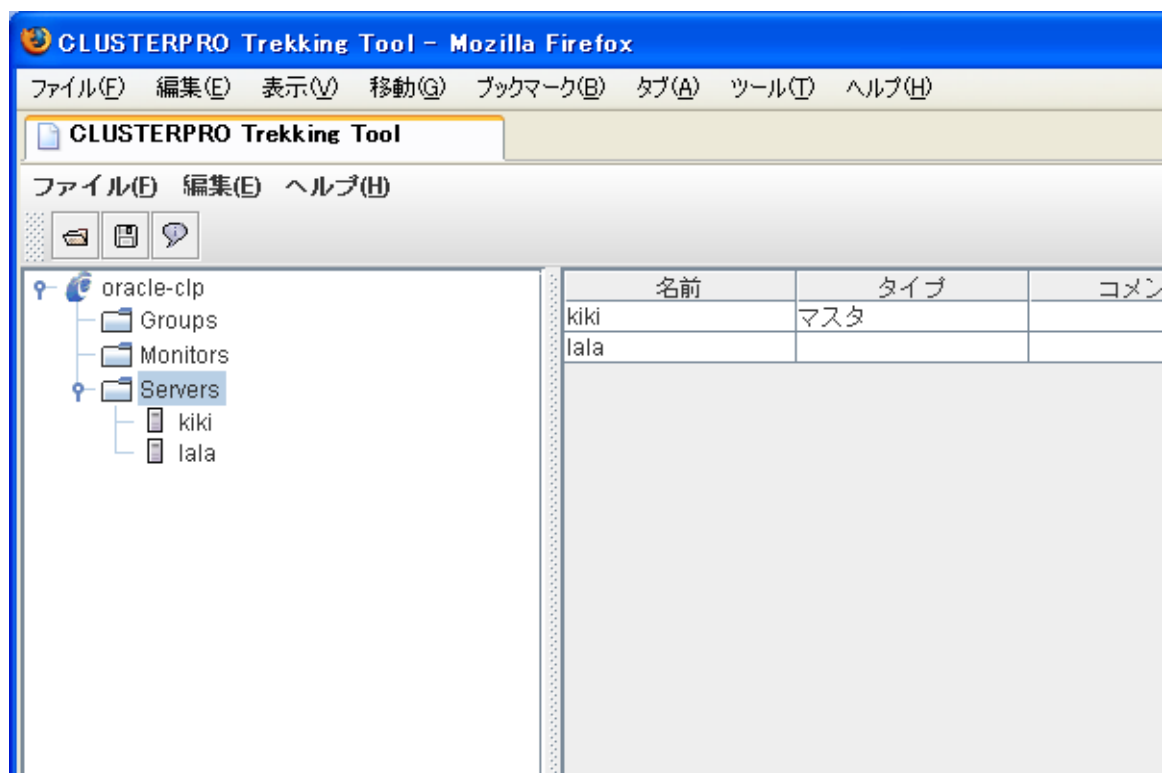 CLUSTERPRO Trekking Tool - Mozilla Firefox
ファイル(F) 編集(E) 表示(V) 移動(G) ブックマーク(B) タブ(A) ツール(T) ヘルプ(H)
CLUSTERPRO Trekking Tool
ファイル(F) 編集(E) ヘルプ(H)
oracle-clp
Groups
Monitors
Servers
kiki
lala
名前 タイプ コメン
kiki マスタ
lala